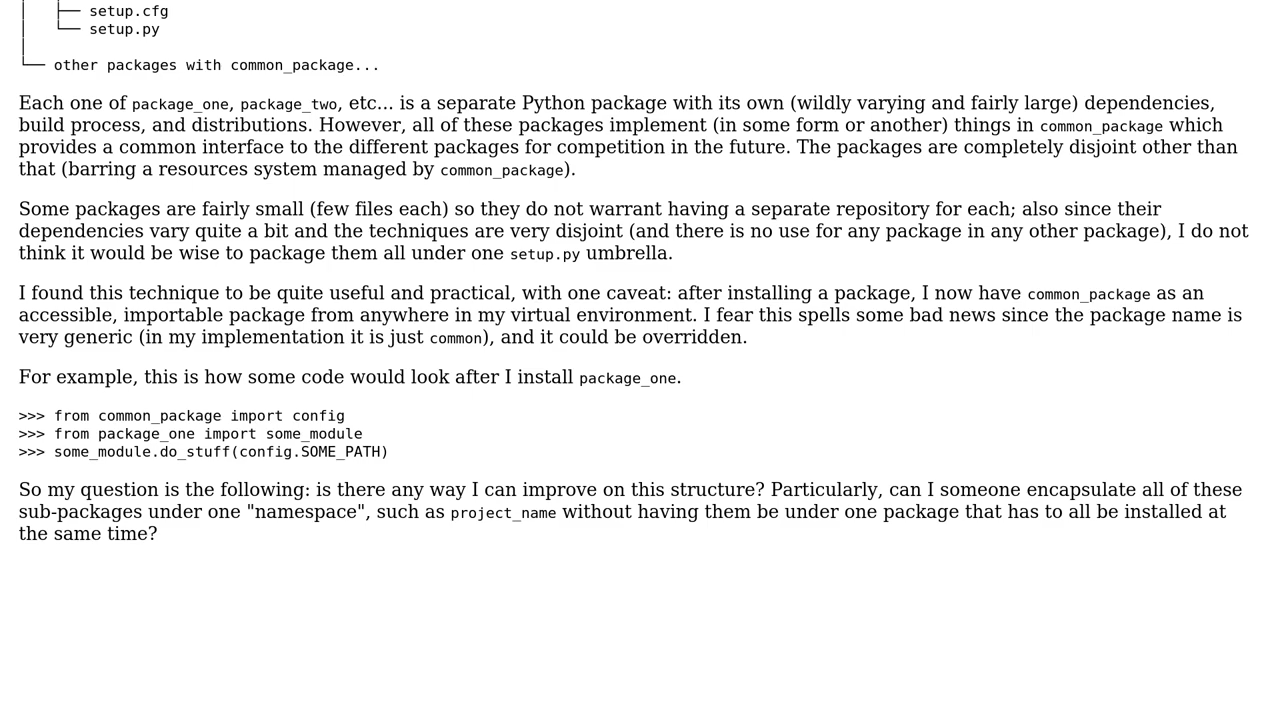 │   ├── setup.cfg
│   └── setup.py
│
└── other packages with common_package...
Each one of package_one, package_two, etc... is a separate Python package with its own (wildly varying and fairly large) dependencies,
build process, and distributions. However, all of these packages implement (in some form or another) things in common_package which
provides a common interface to the different packages for competition in the future. The packages are completely disjoint other than
that (barring a resources system managed by common_package).
Some packages are fairly small (few files each) so they do not warrant having a separate repository for each; also since their
dependencies vary quite a bit and the techniques are very disjoint (and there is no use for any package in any other package), I do not
think it would be wise to package them all under one setup.py umbrella.
I found this technique to be quite useful and practical, with one caveat: after installing a package, I now have common_package as an
accessible, importable package from anywhere in my virtual environment. I fear this spells some bad news since the package name is
very generic (in my implementation it is just common), and it could be overridden.
For example, this is how some code would look after I install package_one.
>>> from common_package import config
>>> from package_one import some_module
>>> some_module.do_stuff(config.SOME_PATH)
So my question is the following: is there any way I can improve on this structure? Particularly, can I someone encapsulate all of these
sub-packages under one "namespace", such as project_name without having them be under one package that has to all be installed at
the same time?